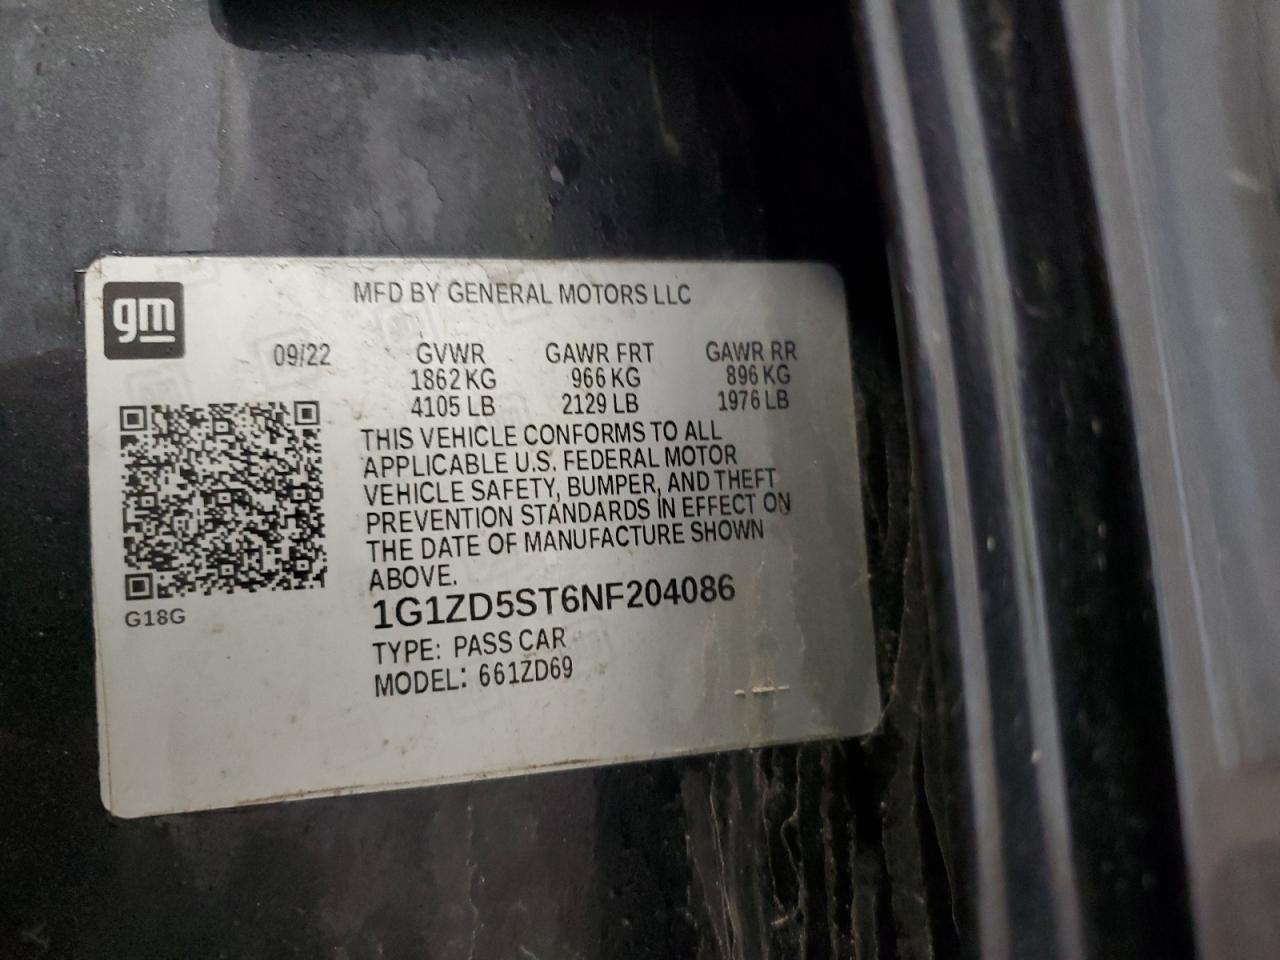 MFD BY GENERAL MOTORS LLC
gm
09/22 GVWR GAWR FRT GAWR RR
1862 KG 966 KG 896 KG
4105 LB 2129 LB 1976 LB
THIS VEHICLE CONFORMS TO ALL
APPLICABLE U.S. FEDERAL MOTOR
VEHICLE SAFETY, BUMPER, AND THEFT
PREVENTION STANDARDS IN EFFECT ON
THE DATE OF MANUFACTURE SHOWN
ABOVE.
1G1ZD5ST6NF204086
G18G
TYPE: PASS CAR
MODEL: 661ZD69